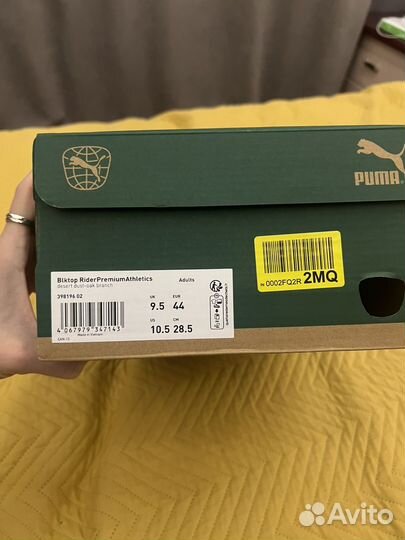 PUMA
Blktop RiderPremiumAthletics Adults
desert dust-oak branch
398196 02
UK EUR
9.5 44
US CM
10.5 28.5
4 067979 347143
Made in Vietnam
0002FQ2R 2MQ
Avito